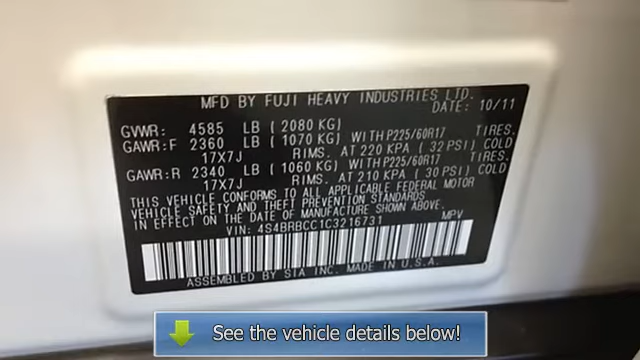 MFD BY FUJI HEAVY INDUSTRIES LTD.
DATE: 10/11
GVWR: 4585 LB ( 2080 KG)
GAWR:F 2360 LB ( 1070 KG) WITH P225/60R17 TIRES.
17X7J RIMS. AT 220 KPA ( 32 PSI) COLD
GAWR:R 2340 LB ( 1060 KG) WITH P225/60R17 TIRES.
17X7J RIMS. AT 210 KPA ( 30 PSI) COLD
THIS VEHICLE CONFORMS TO ALL APPLICABLE FEDERAL MOTOR
VEHICLE SAFETY AND THEFT PREVENTION STANDARDS
IN EFFECT ON THE DATE OF MANUFACTURE SHOWN ABOVE.
VIN: 4S4BRBCC1C3216731 MPV
ASSEMBLED BY SIA INC. MADE IN U.S.A.
See the vehicle details below!